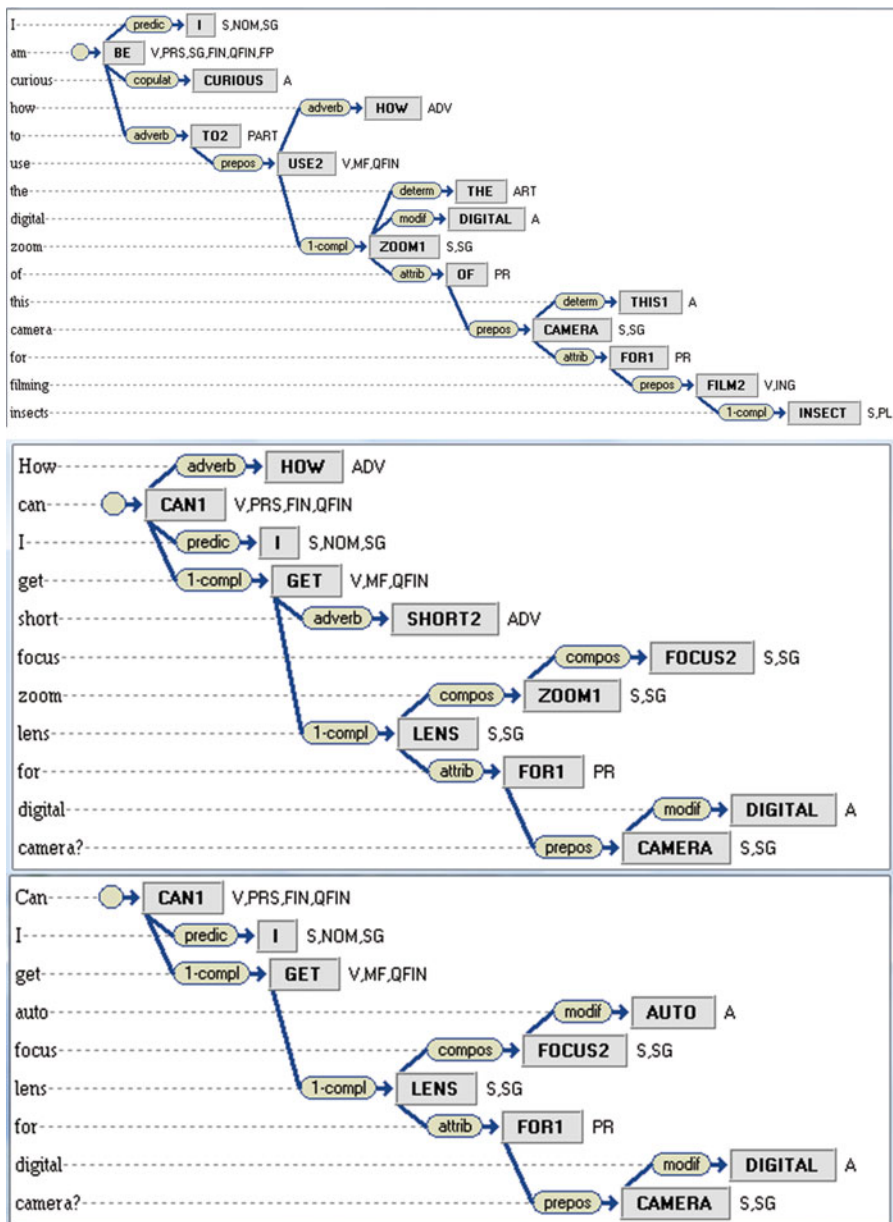 I predic I S,NOM,SG
am BE V,PRS,SG,FIN,QFIN,FP
curious copulat CURIOUS A
how adverb HOW ADV
to adverb TO2 PART
use prepos USE2 V,MF,QFIN
the determ THE ART
digital modif DIGITAL A
zoom 1-compl ZOOM1 S,SG
of attrib OF PR
this determ THIS1 A
camera prepos CAMERA S,SG
for attrib FOR1 PR
filming prepos FILM2 V,ING
insects 1-compl INSECT S,PL
How adverb HOW ADV
can CAN1 V,PRS,FIN,QFIN
I predic I S,NOM,SG
get 1-compl GET V,MF,QFIN
short adverb SHORT2 ADV
focus compos FOCUS2 S,SG
zoom compos ZOOM1 S,SG
lens 1-compl LENS S,SG
for attrib FOR1 PR
digital modif DIGITAL A
camera? prepos CAMERA S,SG
Can CAN1 V,PRS,FIN,QFIN
I predic I S,NOM,SG
get 1-compl GET V,MF,QFIN
auto modif AUTO A
focus compos FOCUS2 S,SG
lens 1-compl LENS S,SG
for attrib FOR1 PR
digital modif DIGITAL A
camera? prepos CAMERA S,SG